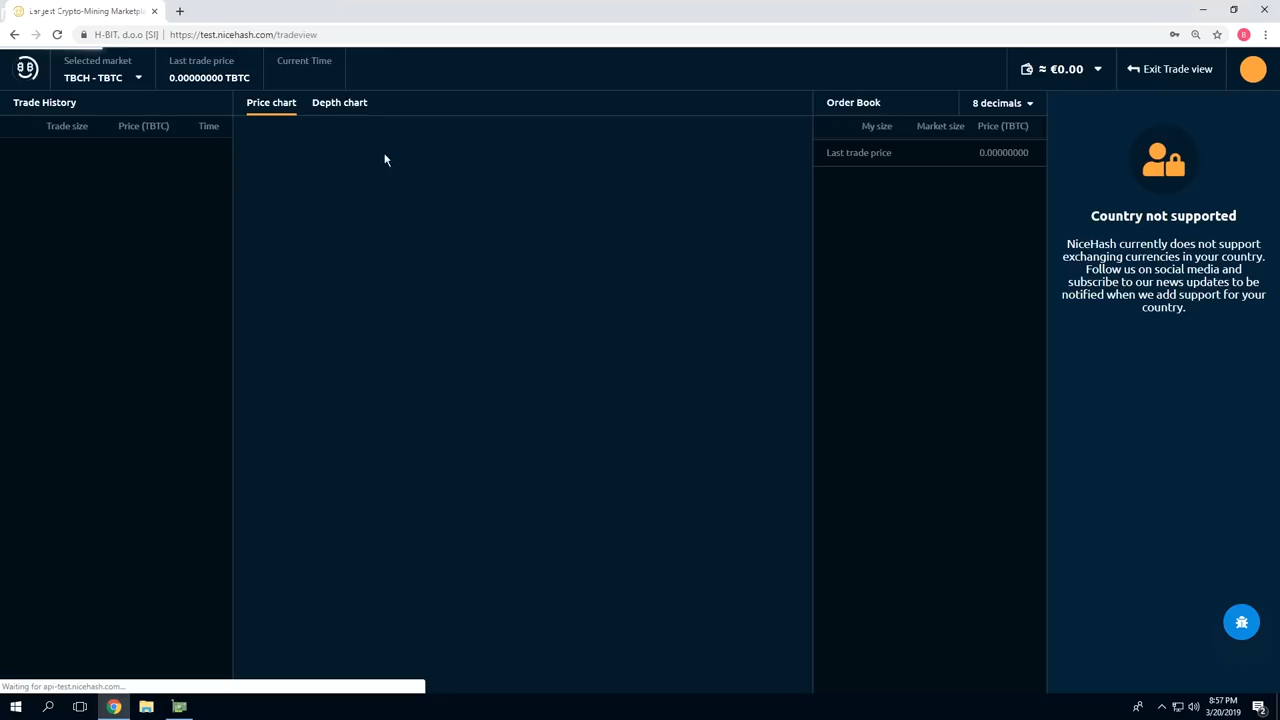 Largest Crypto-Mining Marketpla
H-BIT, d.o.o [SI]
https://test.nicehash.com/tradeview
B
Selected market
TBCH - TBTC
Last trade price
0.00000000 TBTC
Current Time
≈ €0.00
Exit Trade view
Trade History
Price chart
Depth chart
Order Book
8 decimals
Trade size
Price (TBTC)
Time
My size
Market size
Price (TBTC)
Last trade price
0.00000000
Country not supported
NiceHash currently does not support
exchanging currencies in your country.
Follow us on social media and
subscribe to our news updates to be
notified when we add support for your
country.
Waiting for api-test.nicehash.com...
8:57 PM
3/20/2019
2